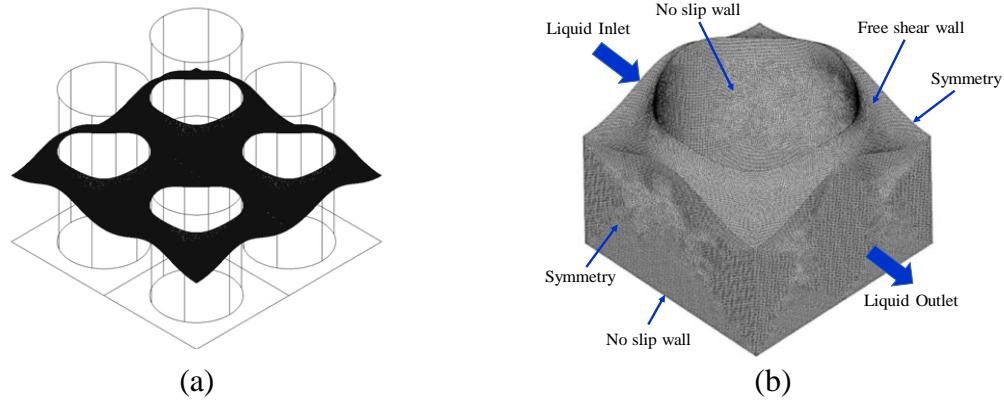 No slip wall
Liquid Inlet
Free shear wall
Symmetry
Symmetry
Liquid Outlet
No slip wall
(a)
(b)